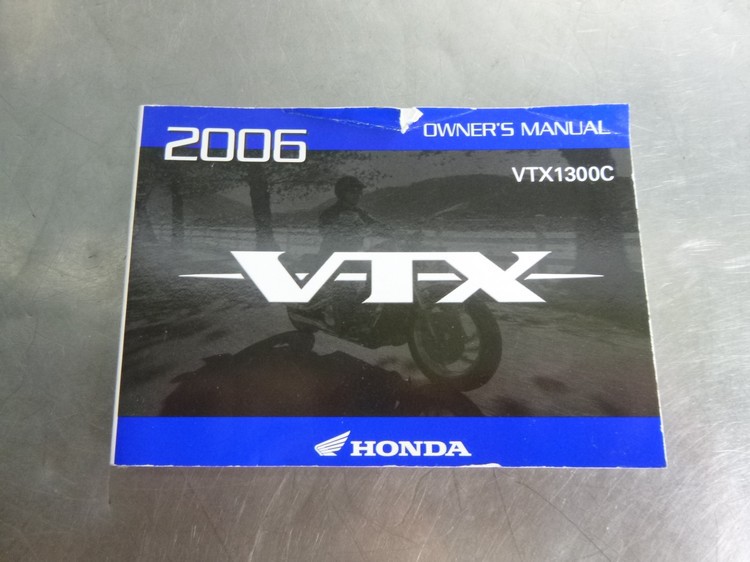 2006
OWNER'S MANUAL
VTX1300C
VTX
HONDA